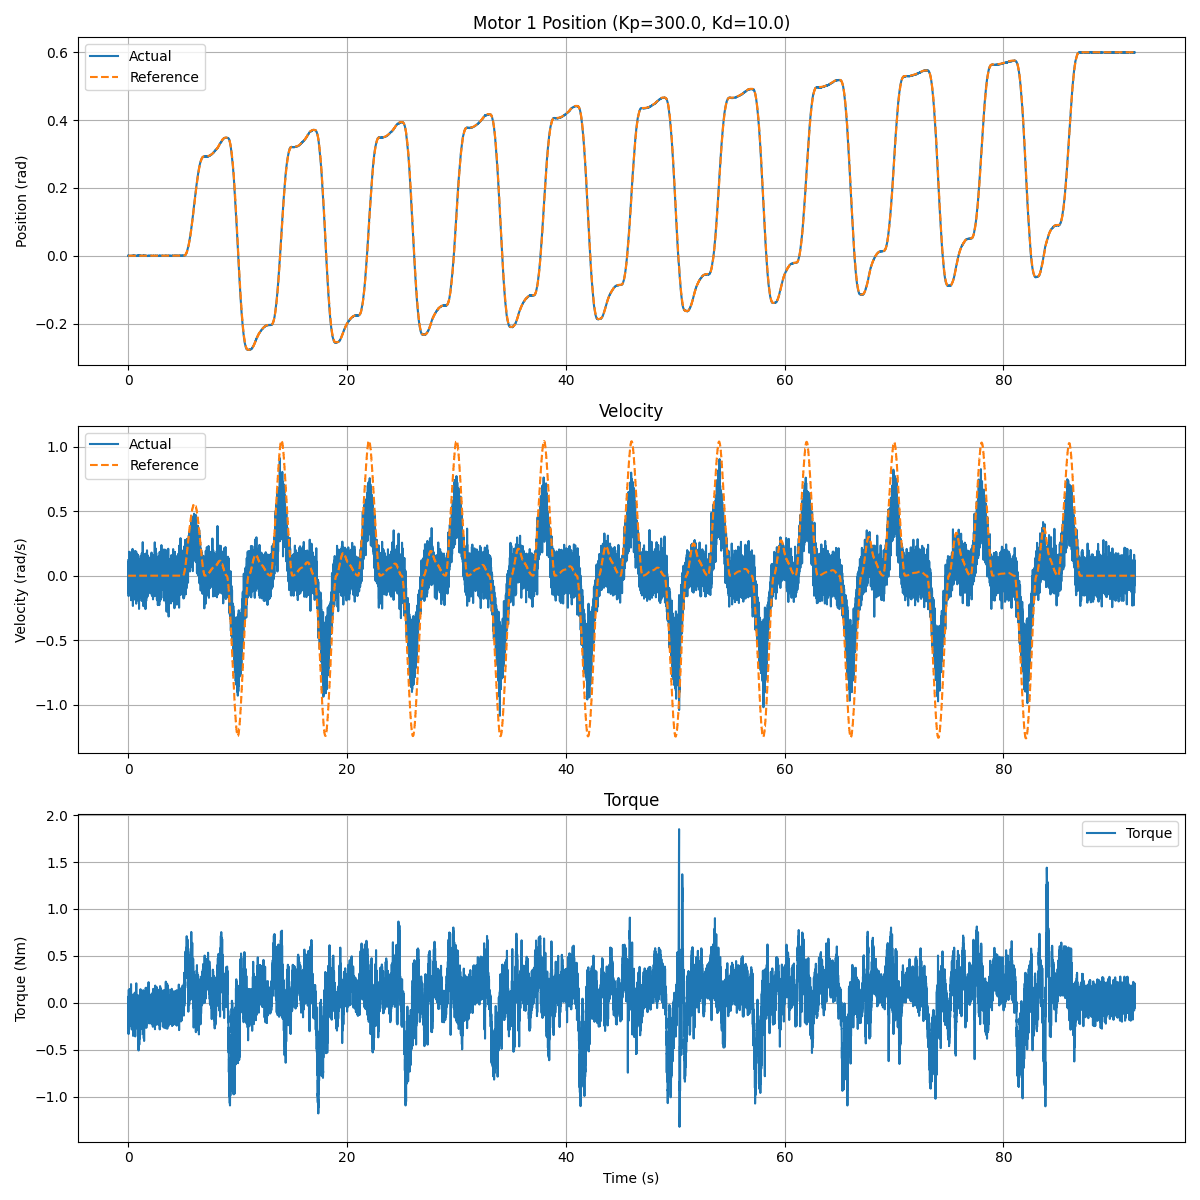 Motor 1 Position (Kp=300.0, Kd=10.0)
Actual
Reference
Position (rad)
0.6
0.4
0.2
0.0
−0.2
0
20
40
60
80
Velocity
Actual
Reference
Velocity (rad/s)
1.0
0.5
0.0
−0.5
−1.0
0
20
40
60
80
Torque
Torque
Torque (Nm)
2.0
1.5
1.0
0.5
0.0
−0.5
−1.0
0
20
40
60
80
Time (s)